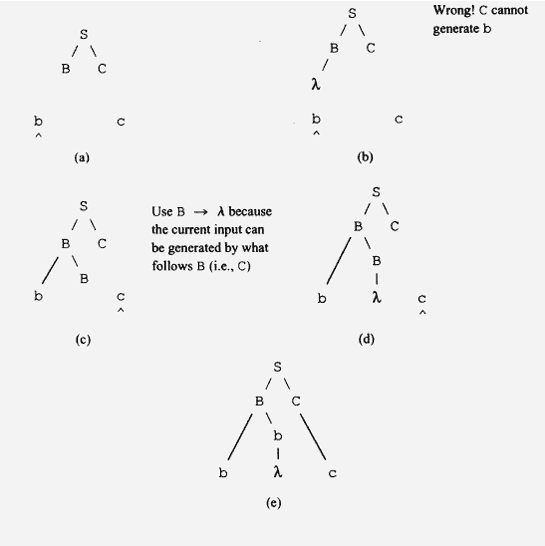 S
/ \
B C
b c
^
(a)
S
/ \
B C
/
λ
b c
^
(b)
Wrong! C cannot
generate b
S
/ \
B C
/ \
B
b c
^
(c)
Use B → λ because
the current input can
be generated by what
follows B (i.e., C)
S
/ \
B C
/ \
B
|
b λ c
^
(d)
S
/ \
B C
/ \ \
b
|
b λ c
(e)